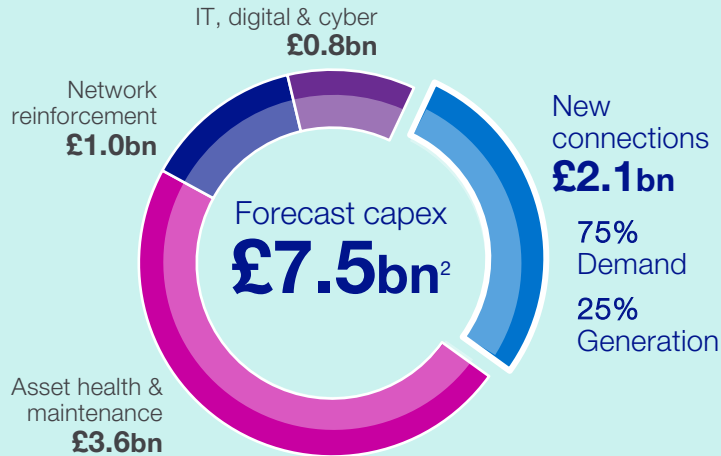 IT, digital & cyber
£0.8bn
Network
reinforcement
£1.0bn
New
connections
£2.1bn
75%
Demand
25%
Generation
Forecast capex
£7.5bn²
Asset health &
maintenance
£3.6bn